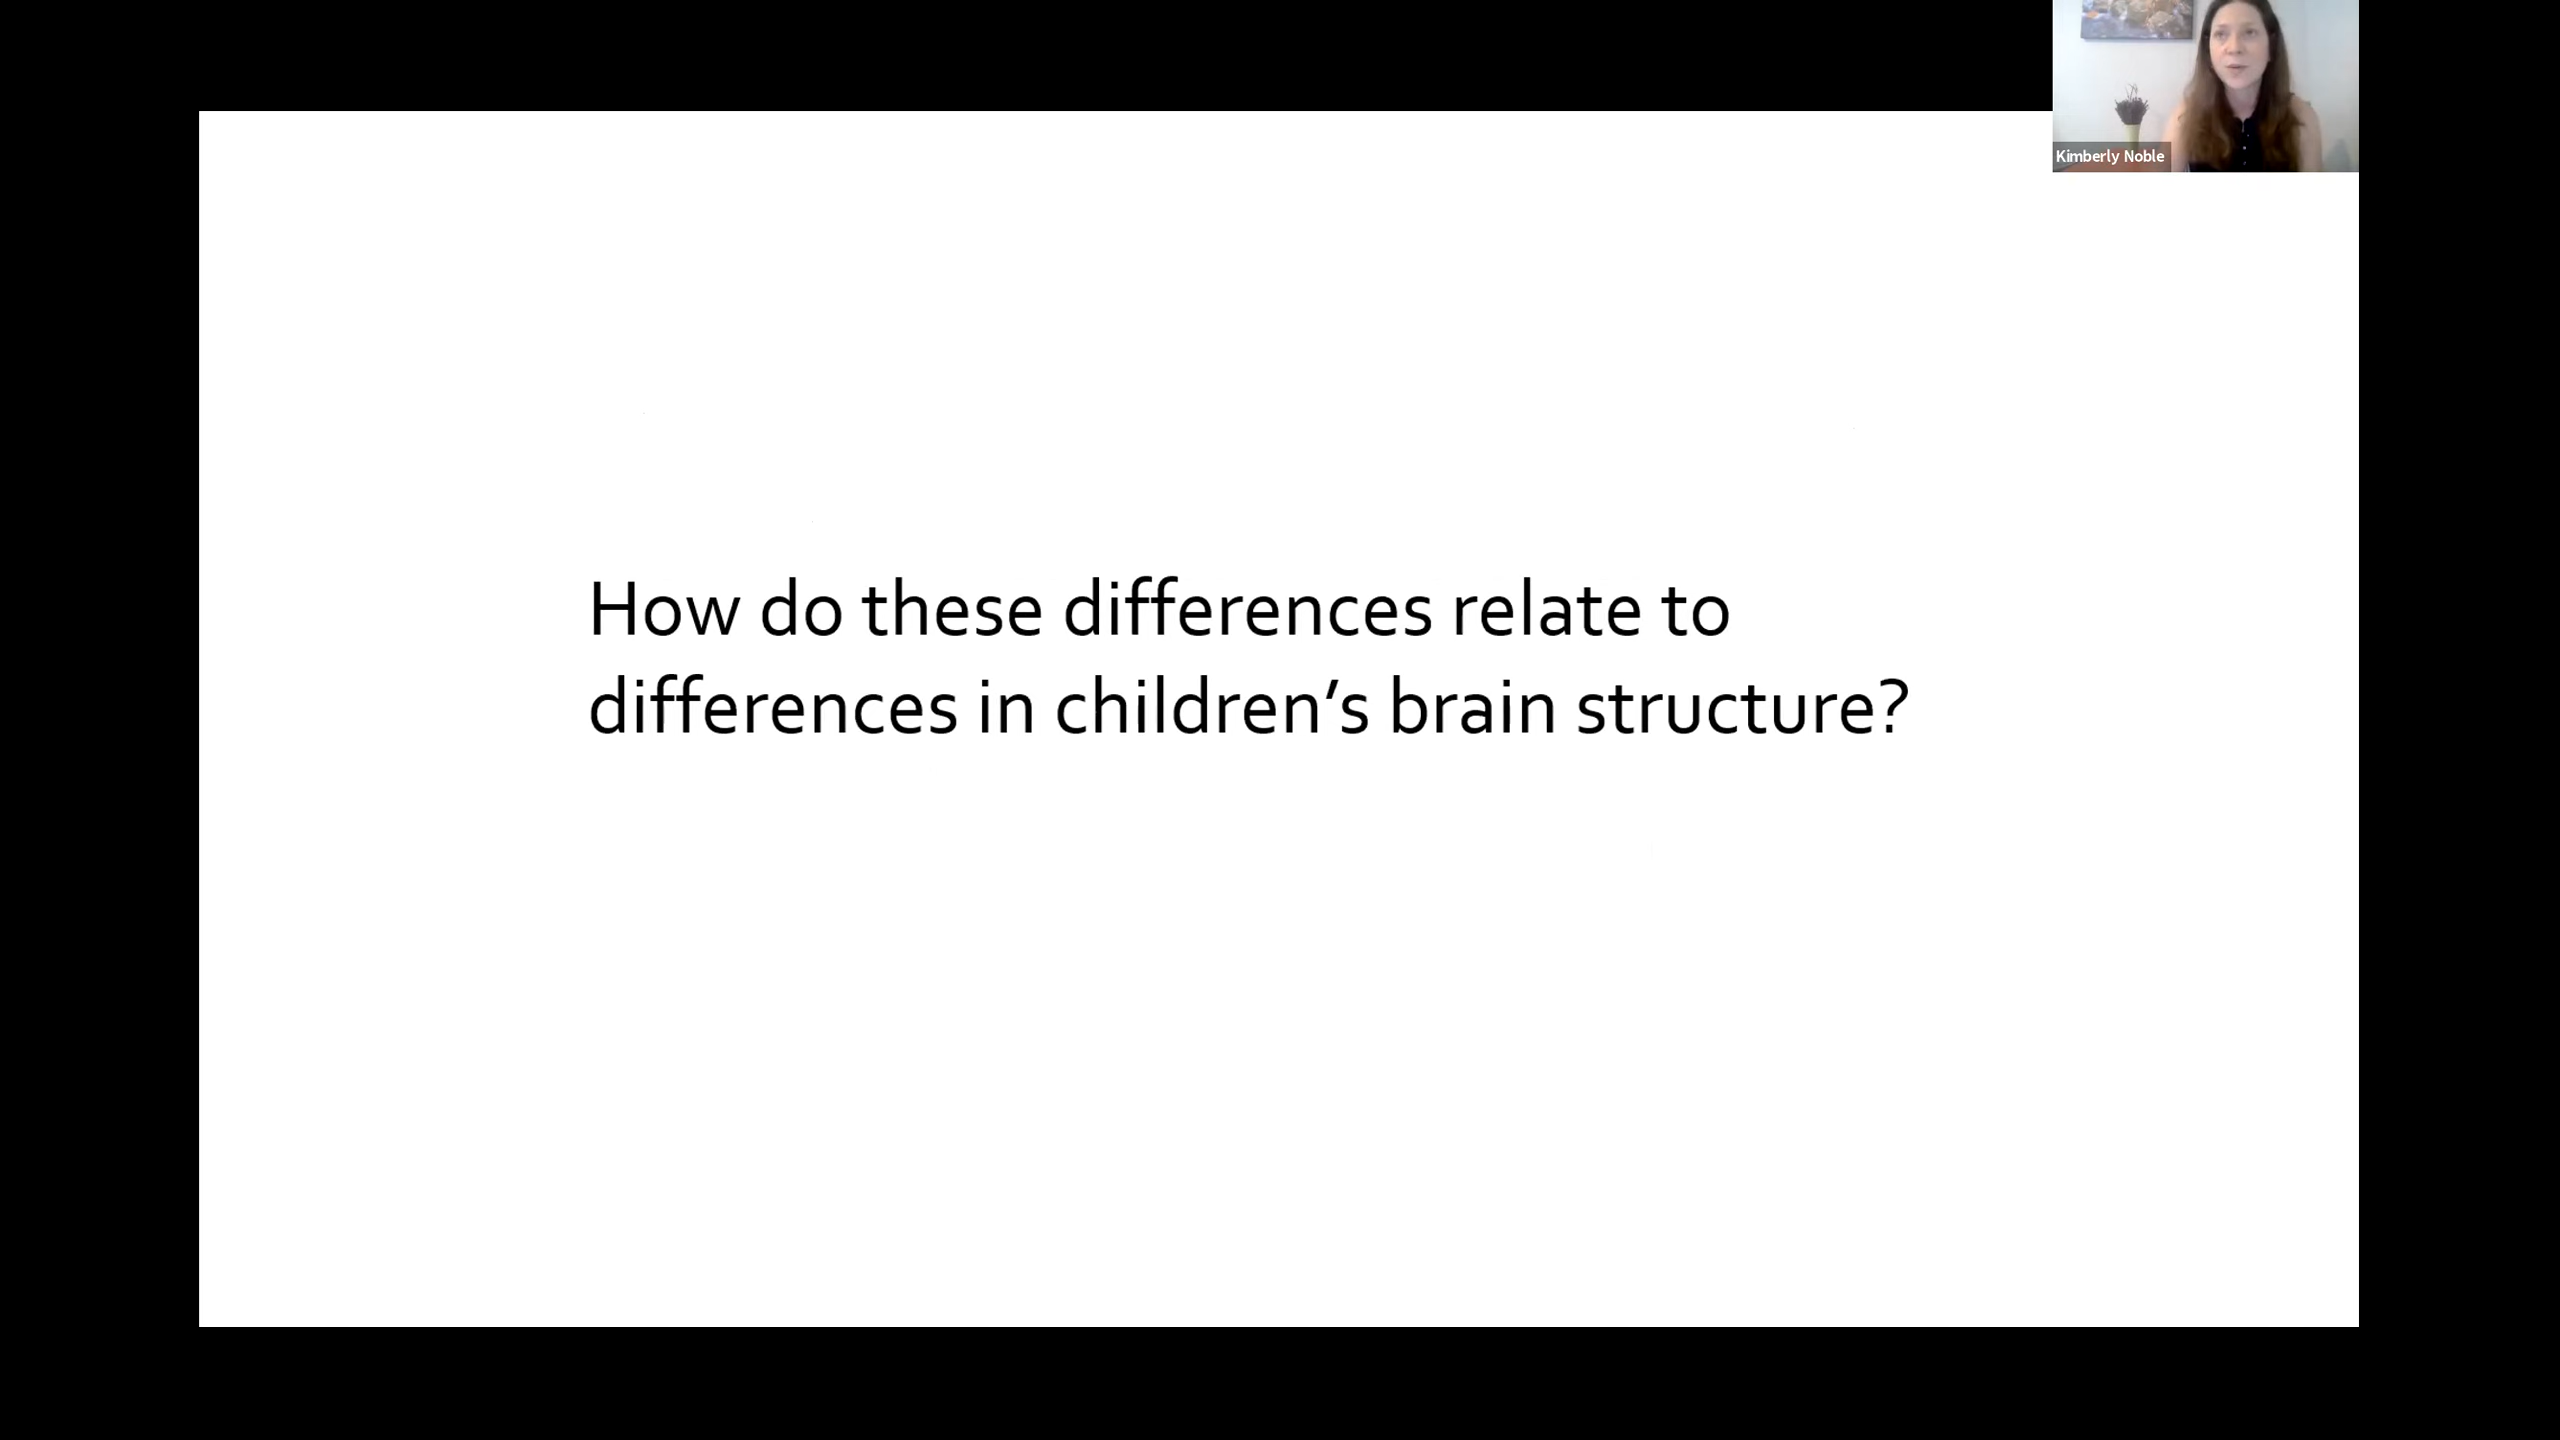 Kimberly Noble
How do these differences relate to
differences in children’s brain structure?